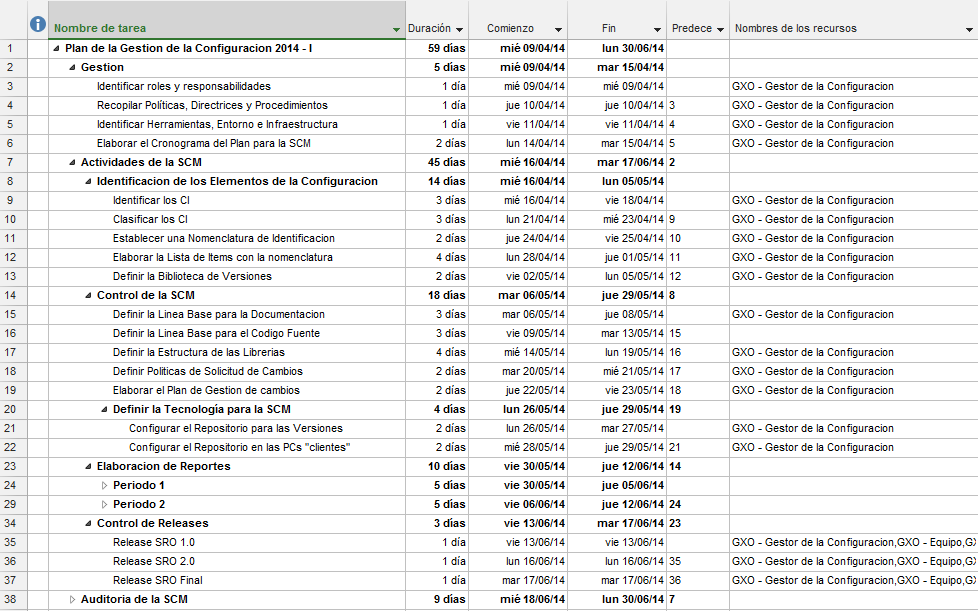 Nombre de tarea Duración Comienzo Fin Predece Nombres de los recursos
1 Plan de la Gestion de la Configuracion 2014 - I 59 días mié 09/04/14 lun 30/06/14
2 Gestion 5 días mié 09/04/14 mar 15/04/14
3 Identificar roles y responsabilidades 1 día mié 09/04/14 mié 09/04/14 GXO - Gestor de la Configuracion
4 Recopilar Políticas, Directrices y Procedimientos 1 día jue 10/04/14 jue 10/04/14 3 GXO - Gestor de la Configuracion
5 Identificar Herramientas, Entorno e Infraestructura 1 día vie 11/04/14 vie 11/04/14 4 GXO - Gestor de la Configuracion
6 Elaborar el Cronograma del Plan para la SCM 2 días lun 14/04/14 mar 15/04/14 5 GXO - Gestor de la Configuracion
7 Actividades de la SCM 45 días mié 16/04/14 mar 17/06/14 2
8 Identificacion de los Elementos de la Configuracion 14 días mié 16/04/14 lun 05/05/14
9 Identificar los CI 3 días mié 16/04/14 vie 18/04/14 GXO - Gestor de la Configuracion
10 Clasificar los CI 3 días lun 21/04/14 mié 23/04/14 9 GXO - Gestor de la Configuracion
11 Establecer una Nomenclatura de Identificacion 2 días jue 24/04/14 vie 25/04/14 10 GXO - Gestor de la Configuracion
12 Elaborar la Lista de Items con la nomenclatura 4 días lun 28/04/14 jue 01/05/14 11 GXO - Gestor de la Configuracion
13 Definir la Biblioteca de Versiones 2 días vie 02/05/14 lun 05/05/14 12 GXO - Gestor de la Configuracion
14 Control de la SCM 18 días mar 06/05/14 jue 29/05/14 8
15 Definir la Linea Base para la Documentacion 3 días mar 06/05/14 jue 08/05/14 GXO - Gestor de la Configuracion
16 Definir la Linea Base para el Codigo Fuente 3 días vie 09/05/14 mar 13/05/14 15
17 Definir la Estructura de las Librerias 4 días mié 14/05/14 lun 19/05/14 16 GXO - Gestor de la Configuracion
18 Definir Politicas de Solicitud de Cambios 2 días mar 20/05/14 mié 21/05/14 17 GXO - Gestor de la Configuracion
19 Elaborar el Plan de Gestion de cambios 2 días jue 22/05/14 vie 23/05/14 18 GXO - Gestor de la Configuracion
20 Definir la Tecnología para la SCM 4 días lun 26/05/14 jue 29/05/14 19
21 Configurar el Repositorio para las Versiones 2 días lun 26/05/14 mar 27/05/14 GXO - Gestor de la Configuracion
22 Configurar el Repositorio en las PCs "clientes" 2 días mié 28/05/14 jue 29/05/14 21 GXO - Gestor de la Configuracion
23 Elaboracion de Reportes 10 días vie 30/05/14 jue 12/06/14 14
24 Periodo 1 5 días vie 30/05/14 jue 05/06/14
29 Periodo 2 5 días vie 06/06/14 jue 12/06/14 24
34 Control de Releases 3 días vie 13/06/14 mar 17/06/14 23
35 Release SRO 1.0 1 día vie 13/06/14 vie 13/06/14 GXO - Gestor de la Configuracion,GXO - Equipo,GX
36 Release SRO 2.0 1 día lun 16/06/14 lun 16/06/14 35 GXO - Gestor de la Configuracion,GXO - Equipo,GX
37 Release SRO Final 1 día mar 17/06/14 mar 17/06/14 36 GXO - Gestor de la Configuracion,GXO - Equipo,GX
38 Auditoria de la SCM 9 días mié 18/06/14 lun 30/06/14 7